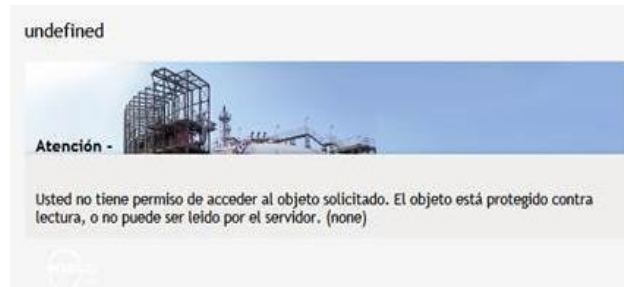 undefined
Atención -
Usted no tiene permiso de acceder al objeto solicitado. El objeto está protegido contra
lectura, o no puede ser leido por el servidor. (none)